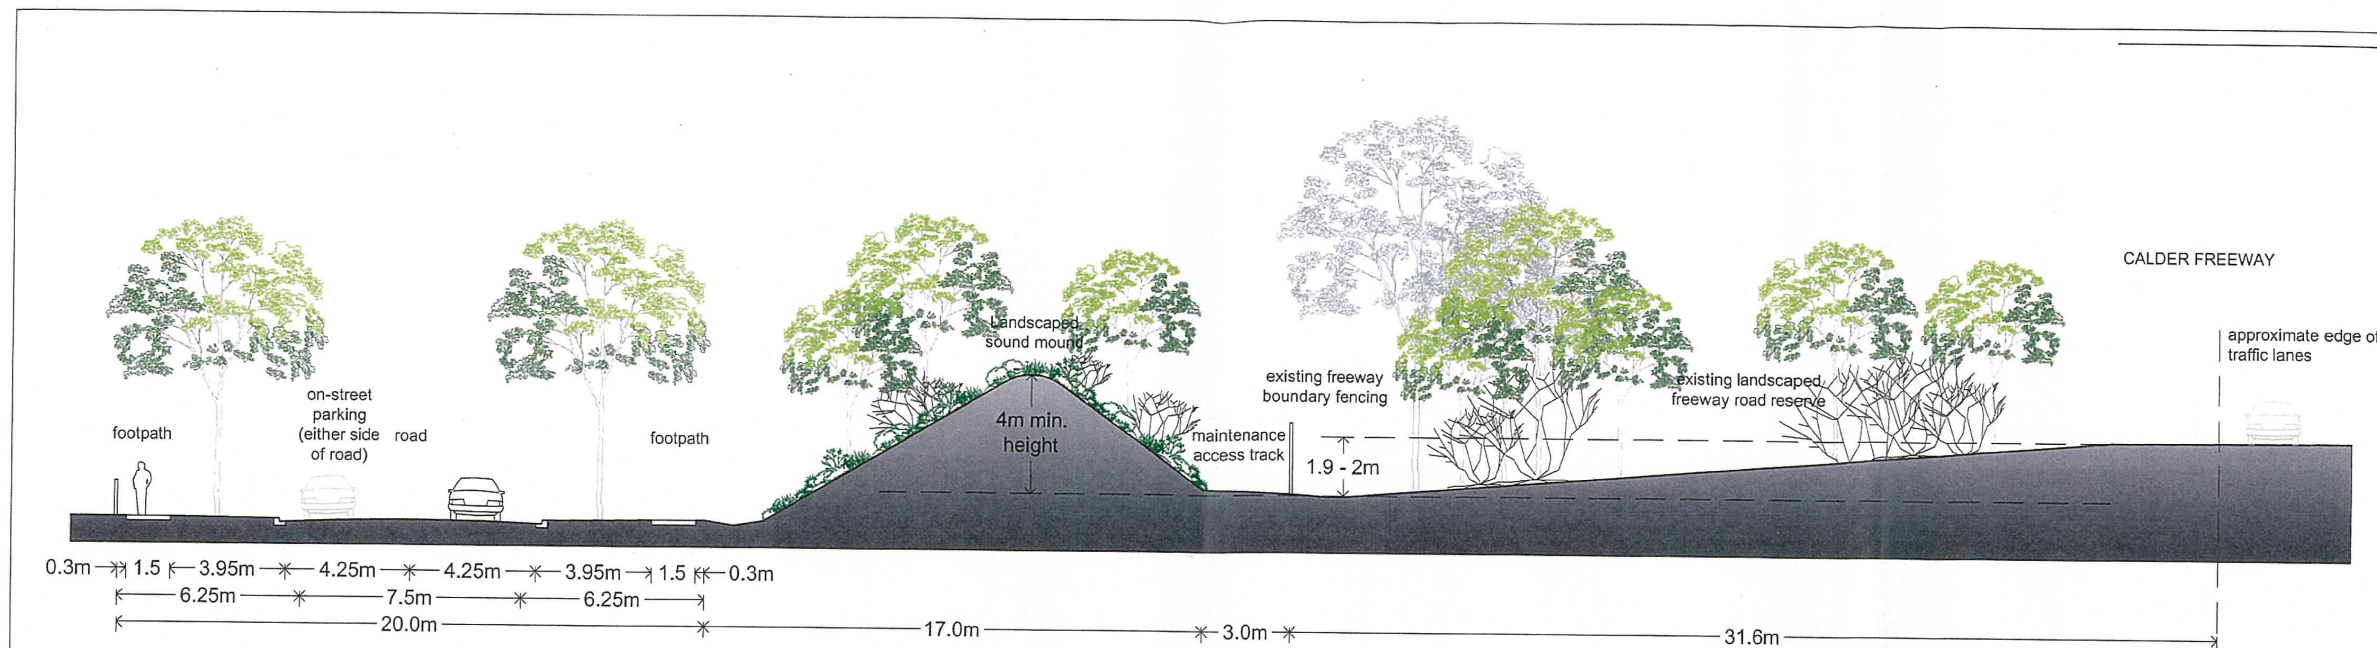 CALDER FREEWAY
approximate edge of
traffic lanes
Landscaped
sound mound
existing freeway
boundary fencing
existing landscaped
freeway road reserve
on-street
parking
(either side
of road)
road
footpath
footpath
4m min.
height
maintenance
access track
1.9 - 2m
0.3m 1.5 3.95m 4.25m 4.25m 3.95m 1.5 0.3m
6.25m 7.5m 6.25m
20.0m 17.0m 3.0m 31.6m